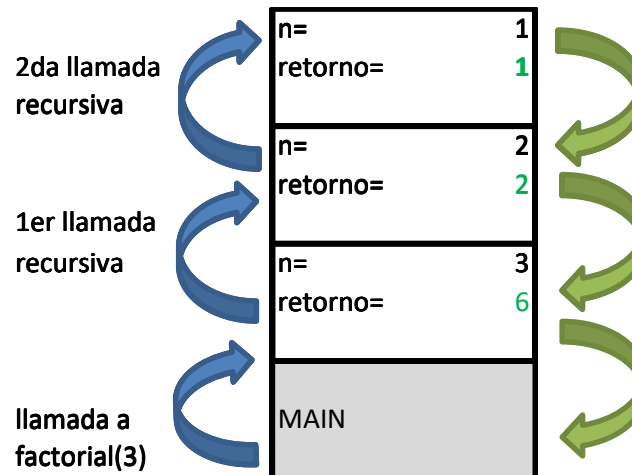 n= 1
2da llamada
retorno= 1
recursiva
n= 2
retorno= 2
1er llamada
recursiva
n= 3
retorno= 6
llamada a
MAIN
factorial(3)